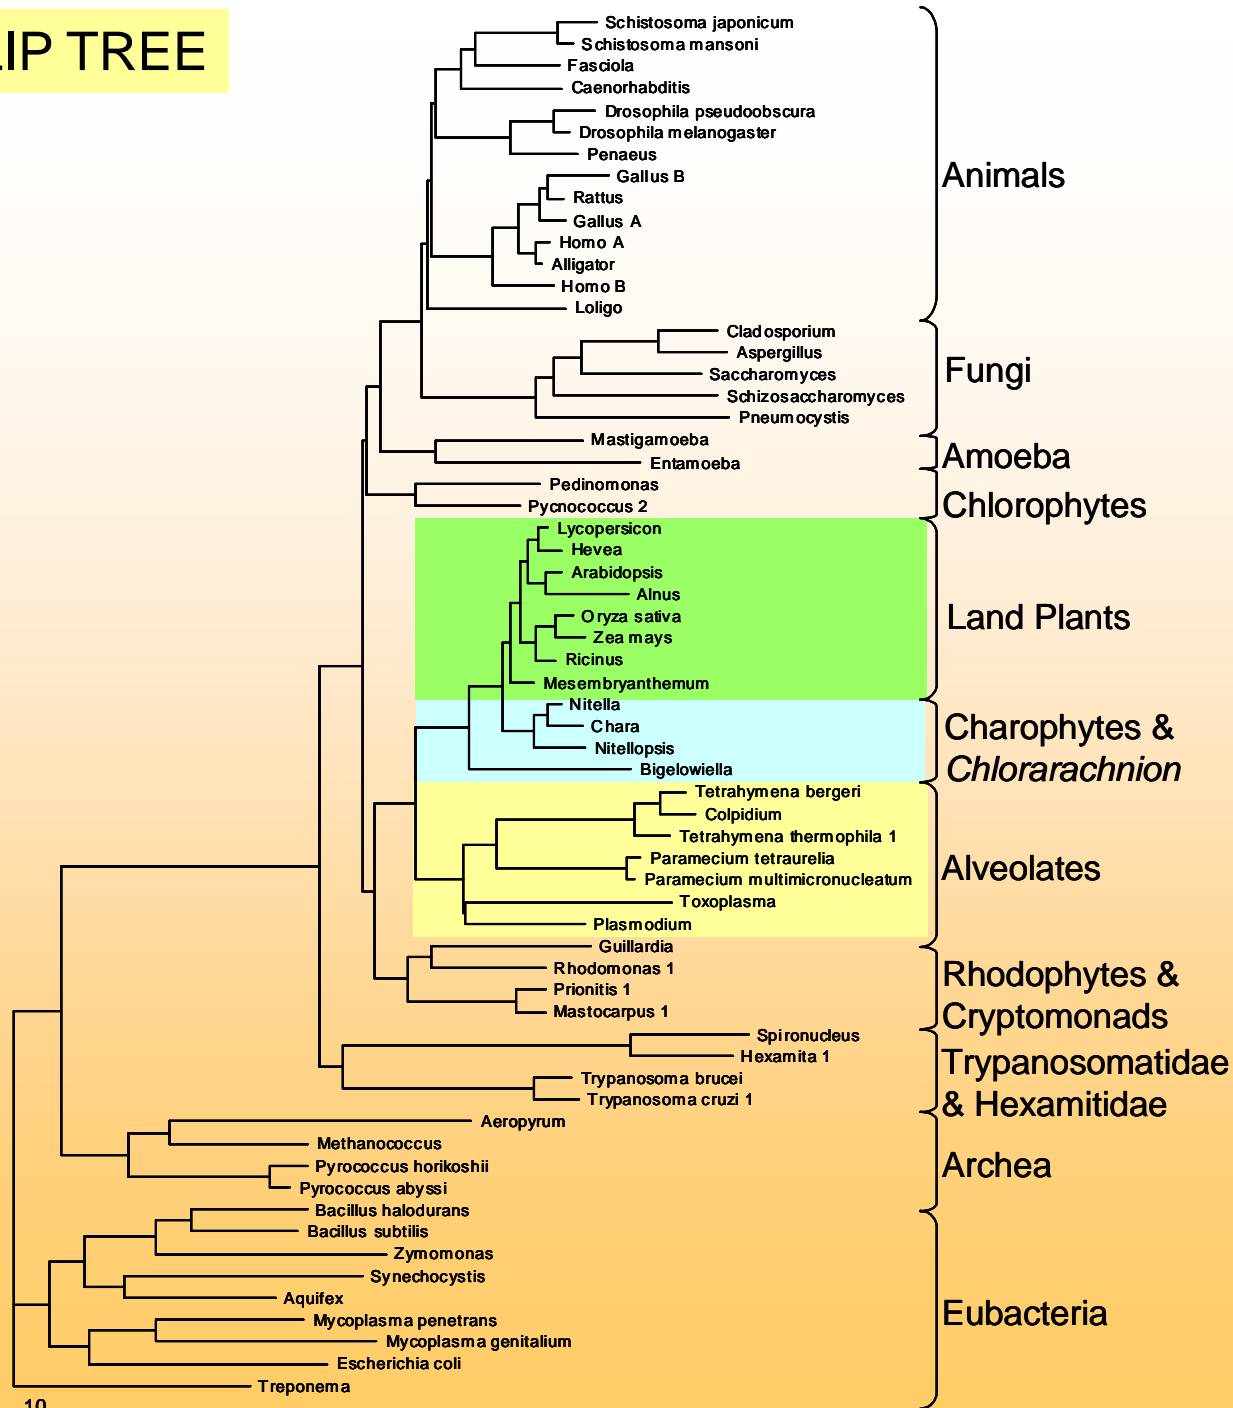 LIP TREE
Schistosoma japonicum
Schistosoma mansoni
Fasciola
Caenorhabditis
Drosophila pseudoobscura
Drosophila melanogaster
Penaeus
Gallus B
Rattus
Gallus A
Homo A
Alligator
Homo B
Loligo
Animals
Cladosporium
Aspergillus
Saccharomyces
Schizosaccharomyces
Pneumocystis
Fungi
Mastigamoeba
Entamoeba
Amoeba
Pedinomonas
Pycnococcus 2
Chlorophytes
Lycopersicon
Hevea
Arabidopsis
Alnus
Oryza sativa
Zea mays
Ricinus
Mesembryanthemum
Land Plants
Nitella
Chara
Nitellopsis
Bigelowiella
Charophytes &
Chlorarachnion
Tetrahymena bergeri
Colpidium
Tetrahymena thermophila 1
Paramecium tetraurelia
Paramecium multimicronucleatum
Toxoplasma
Plasmodium
Alveolates
Guillardia
Rhodomonas 1
Prionitis 1
Mastocarpus 1
Rhodophytes &
Cryptomonads
Spironucleus
Hexamita 1
Trypanosoma brucei
Trypanosoma cruzi 1
Trypanosomatidae
& Hexamitidae
Aeropyrum
Methanococcus
Pyrococcus horikoshii
Pyrococcus abyssi
Archea
Bacillus halodurans
Bacillus subtilis
Zymomonas
Synechocystis
Aquifex
Mycoplasma penetrans
Mycoplasma genitalium
Escherichia coli
Treponema
Eubacteria
10